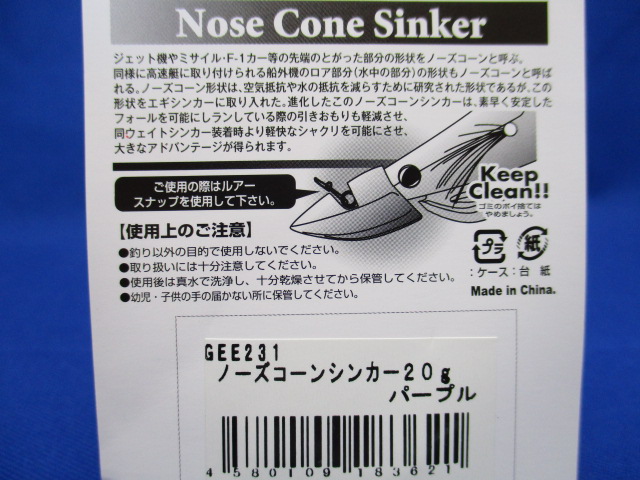 Nose Cone Sinker
ジェット機やミサイル・F-1カー等の先端のとがった部分の形状をノーズコーンと呼ぶ。
同様に高速艇に取り付けられる船外機のロア部分(水中の部分)の形状もノーズコーンと呼ば
れる。ノーズコーン形状は、空気抵抗や水の抵抗を減らすために研究された形状であるが、この
形状をエギシンカーに取り入れた。進化したこのノーズコーンシンカーは、素早く安定した
フォールを可能にしランしている際の引きおもりも軽減させ、
同ウェイトシンカー装着時より軽快なシャクリを可能にさせ、
大きなアドバンテージが得られます。
ご使用の際はルアー
スナップを使用して下さい。
Keep
Clean!!
ゴミのポイ捨ては
やめましょう。
【使用上のご注意】
●釣り以外の目的で使用しないでください。
●取り扱いには十分注意してください。
●使用後は真水で洗浄し、十分乾燥させてから保管してください。
●幼児・子供の手の届かない所に保管してください。
プラ 紙
:ケース:台 紙
Made in China.
GEE231
ノーズコーンシンカー20g
パープル
4 580109 183621